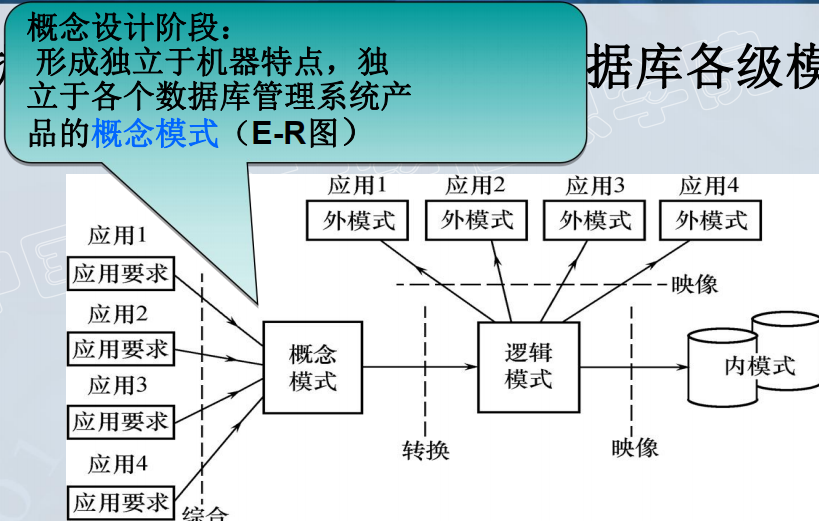 概念设计阶段：
形成独立于机器特点，独
立于各个数据库管理系统产
品的概念模式（E-R图）
据库各级模
应用1 应用2 应用3 应用4
外模式 外模式 外模式 外模式
映像
应用1
应用要求
应用2
应用要求
应用3
应用要求
应用4
应用要求
综合
概念
模式
转换
逻辑
模式
映像
内模式